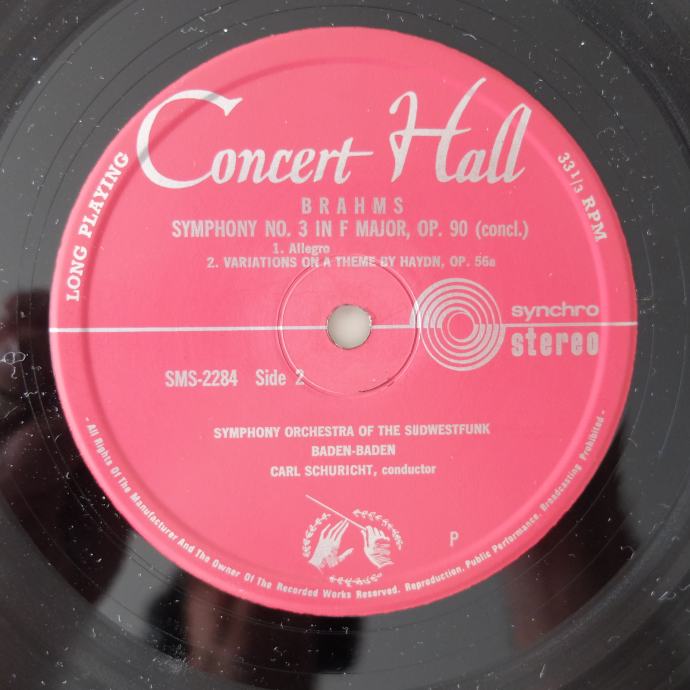 Concert Hall
LONG PLAYING
33 1/3 RPM
BRAHMS
SYMPHONY NO. 3 IN F MAJOR, OP. 90 (concl.)
1. Allegro
2. VARIATIONS ON A THEME BY HAYDN, OP. 56a
synchro
stereo
SMS-2284 Side 2
SYMPHONY ORCHESTRA OF THE SUDWESTFUNK
BADEN-BADEN
CARL SCHURICHT, conductor
P
- All Rights Of The Manufacturer And The Owner Of The Recorded Works Reserved. Reproduction, Public Performance, Broadcasting Prohibited -